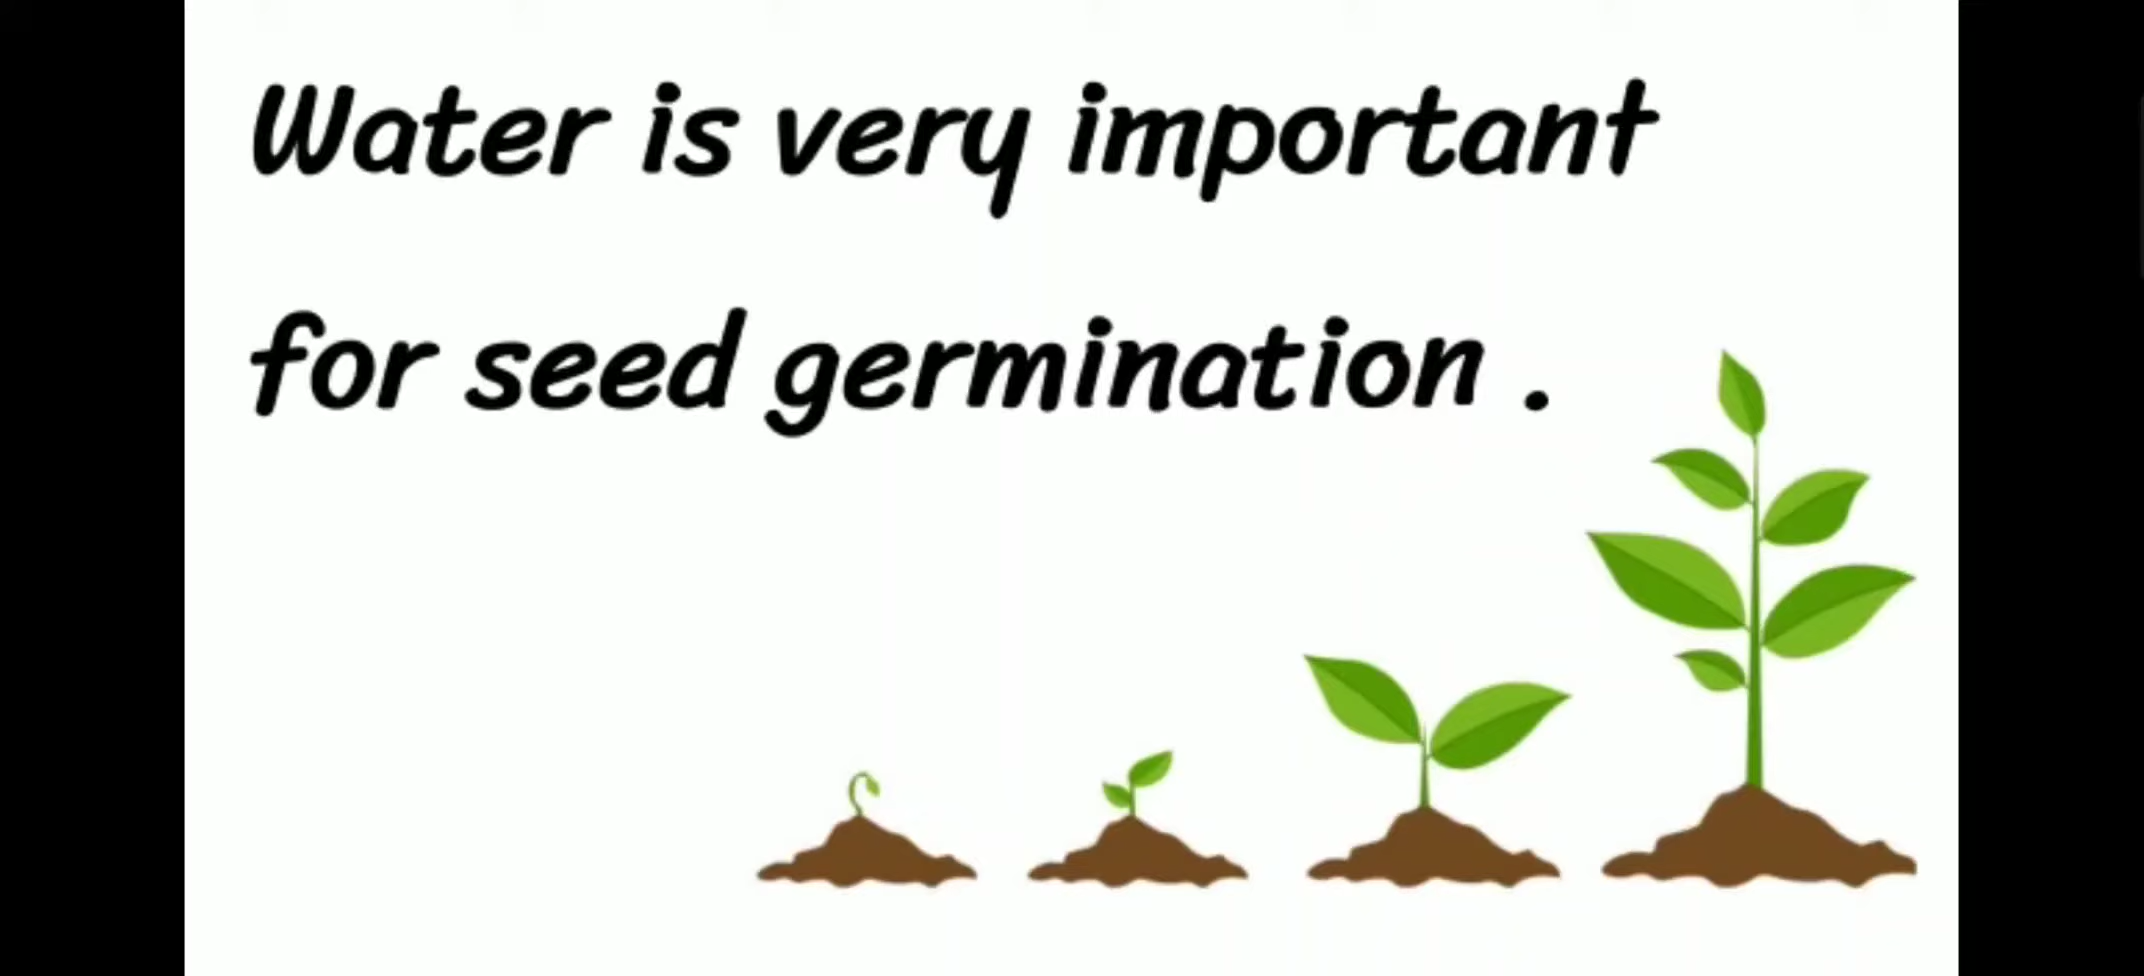 Water is very important
for seed germination .